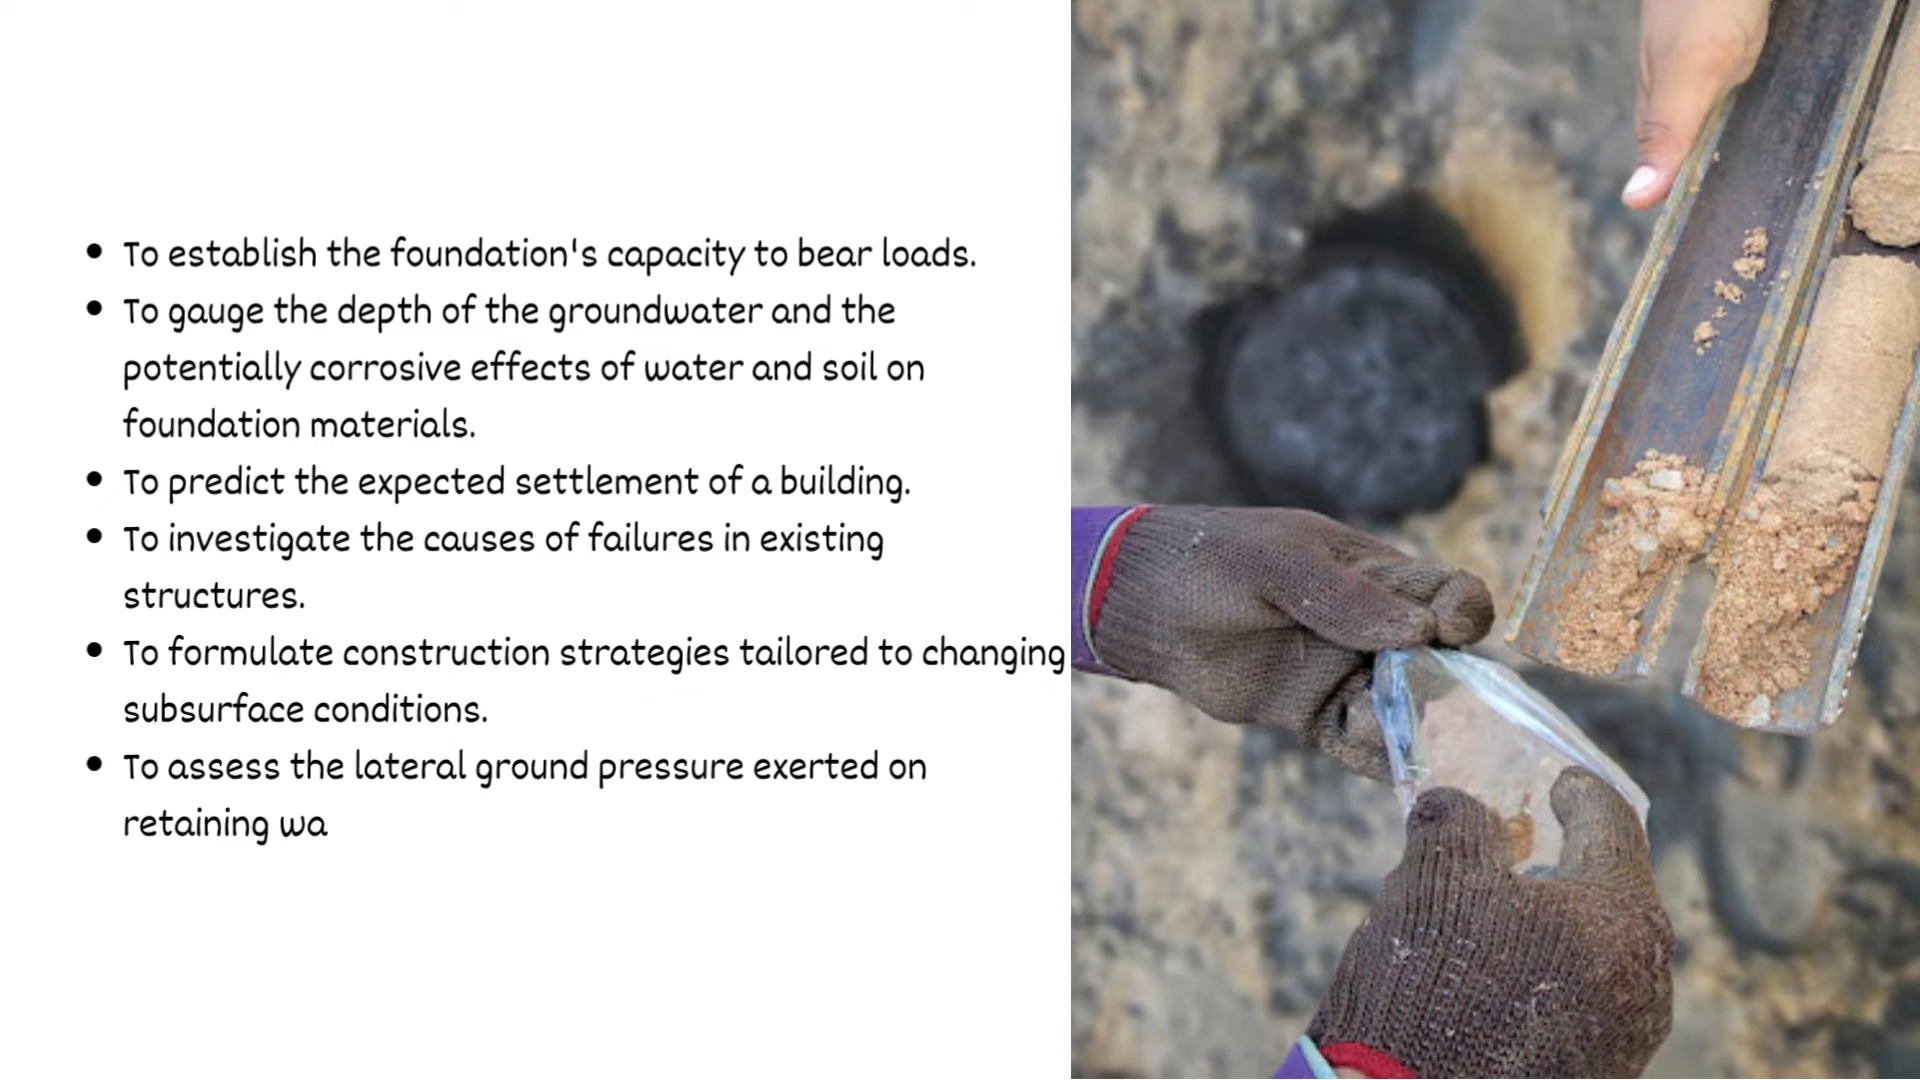 • To establish the foundation's capacity to bear loads.
• To gauge the depth of the groundwater and the
potentially corrosive effects of water and soil on
foundation materials.
• To predict the expected settlement of a building.
• To investigate the causes of failures in existing
structures.
• To formulate construction strategies tailored to changing
subsurface conditions.
• To assess the lateral ground pressure exerted on
retaining wa